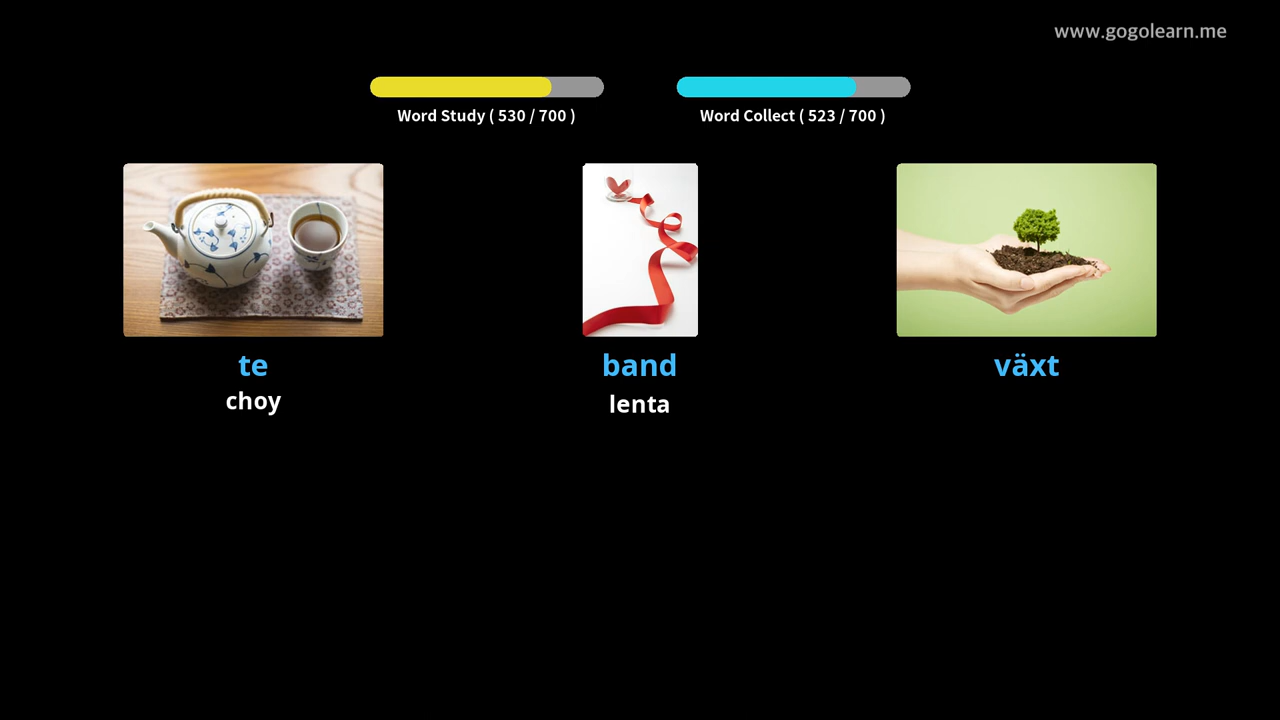 www.gogolearn.me
Word Study ( 530 / 700 )
Word Collect ( 523 / 700 )
te
band
växt
choy
lenta